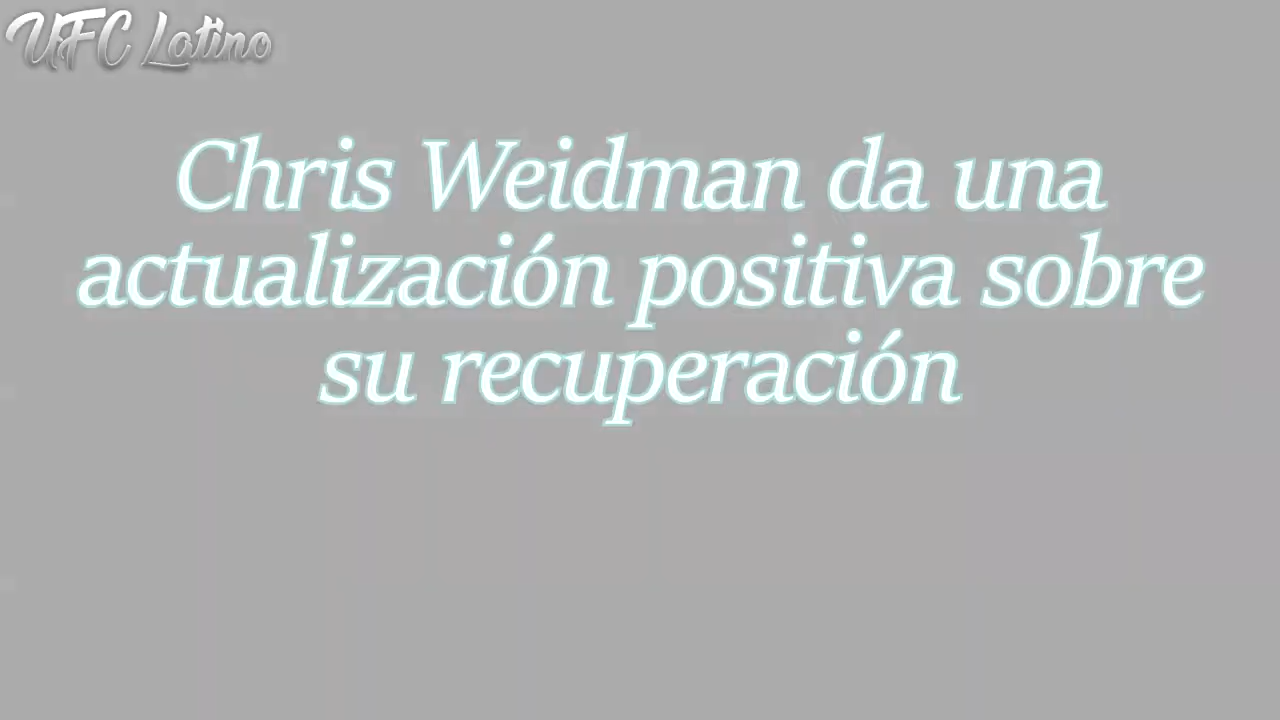 UFC Latino
Chris Weidman da una
actualización positiva sobre
su recuperación